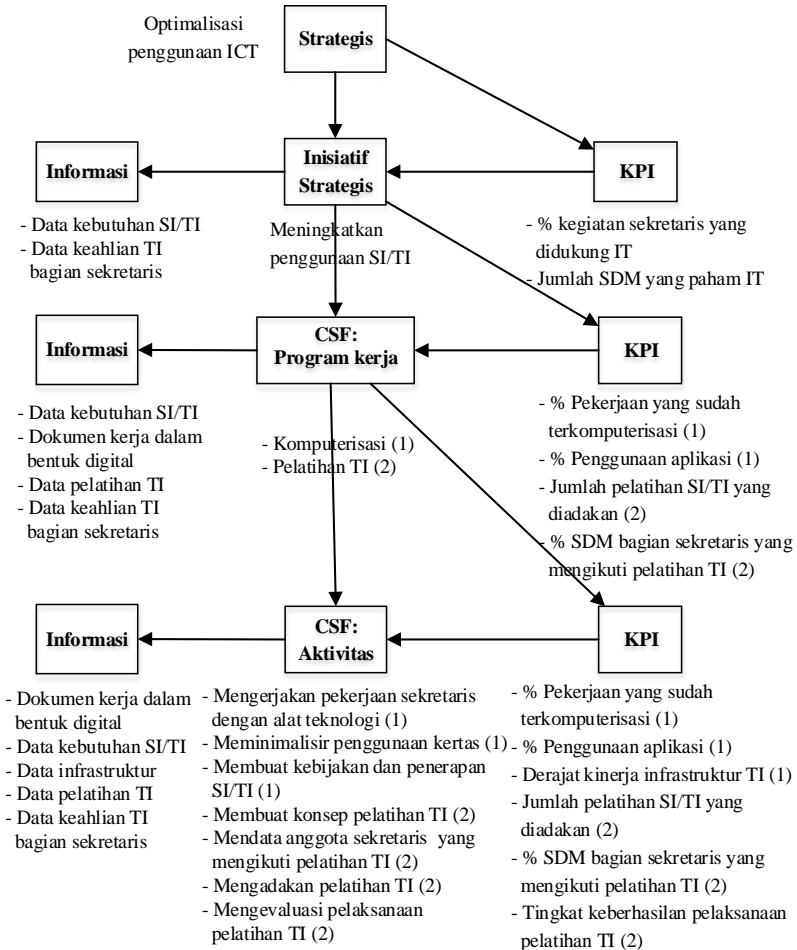 Optimalisasi
penggunaan ICT
Strategis
Informasi
Inisiatif
Strategis
KPI
- Data kebutuhan SI/TI
- Data keahlian TI
bagian sekretaris
Meningkatkan
penggunaan SI/TI
- % kegiatan sekretaris yang
didukung IT
- Jumlah SDM yang paham IT
Informasi
CSF:
Program kerja
KPI
- Data kebutuhan SI/TI
- Dokumen kerja dalam
bentuk digital
- Data pelatihan TI
- Data keahlian TI
bagian sekretaris
- Komputerisasi (1)
- Pelatihan TI (2)
- % Pekerjaan yang sudah
terkomputerisasi (1)
- % Penggunaan aplikasi (1)
- Jumlah pelatihan SI/TI yang
diadakan (2)
- % SDM bagian sekretaris yang
mengikuti pelatihan TI (2)
Informasi
CSF:
Aktivitas
KPI
- Dokumen kerja dalam
bentuk digital
- Data kebutuhan SI/TI
- Data infrastruktur
- Data pelatihan TI
- Data keahlian TI
bagian sekretaris
- Mengerjakan pekerjaan sekretaris
dengan alat teknologi (1)
- Meminimalisir penggunaan kertas (1)
- Membuat kebijakan dan penerapan
SI/TI (1)
- Membuat konsep pelatihan TI (2)
- Mendata anggota sekretaris yang
mengikuti pelatihan TI (2)
- Mengadakan pelatihan TI (2)
- Mengevaluasi pelaksanaan
pelatihan TI (2)
- % Pekerjaan yang sudah
terkomputerisasi (1)
- % Penggunaan aplikasi (1)
- Derajat kinerja infrastruktur TI (1)
- Jumlah pelatihan SI/TI yang
diadakan (2)
- % SDM bagian sekretaris yang
mengikuti pelatihan TI (2)
- Tingkat keberhasilan pelaksanaan
pelatihan TI (2)